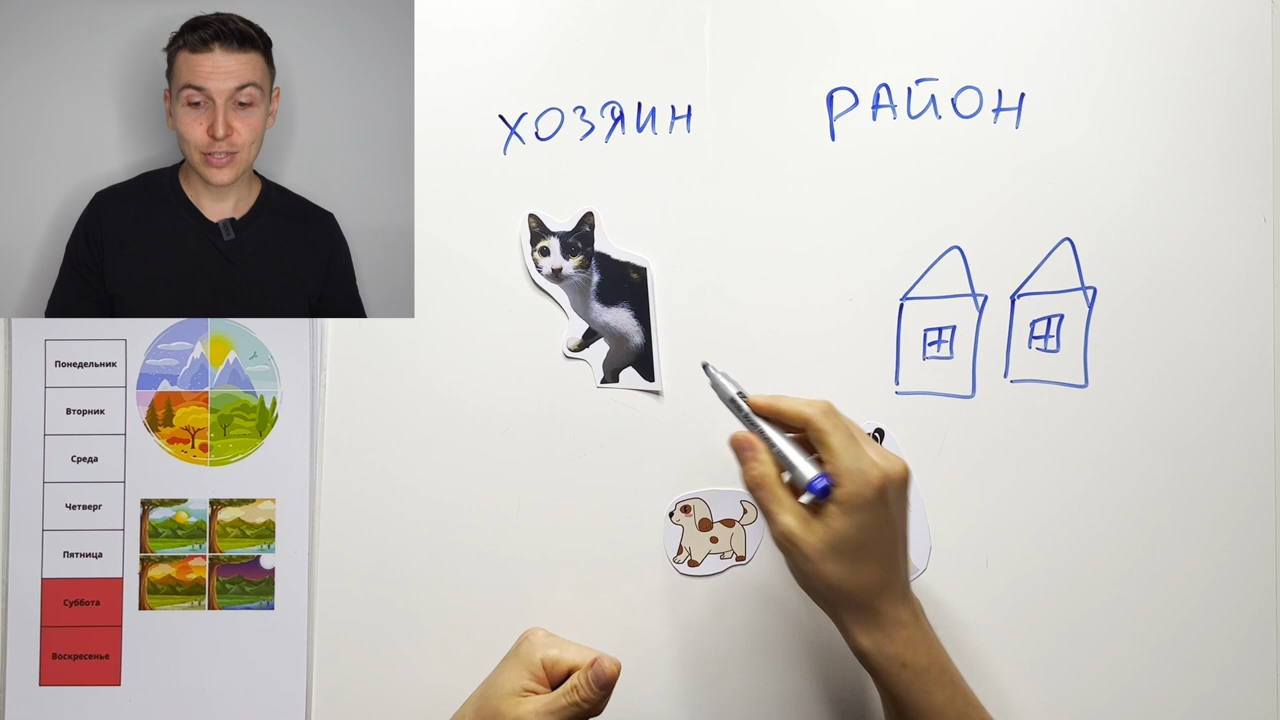 ХОЗЯИН
РАЙОН
Понедельник
Вторник
Среда
Четверг
Пятница
Суббота
Воскресенье